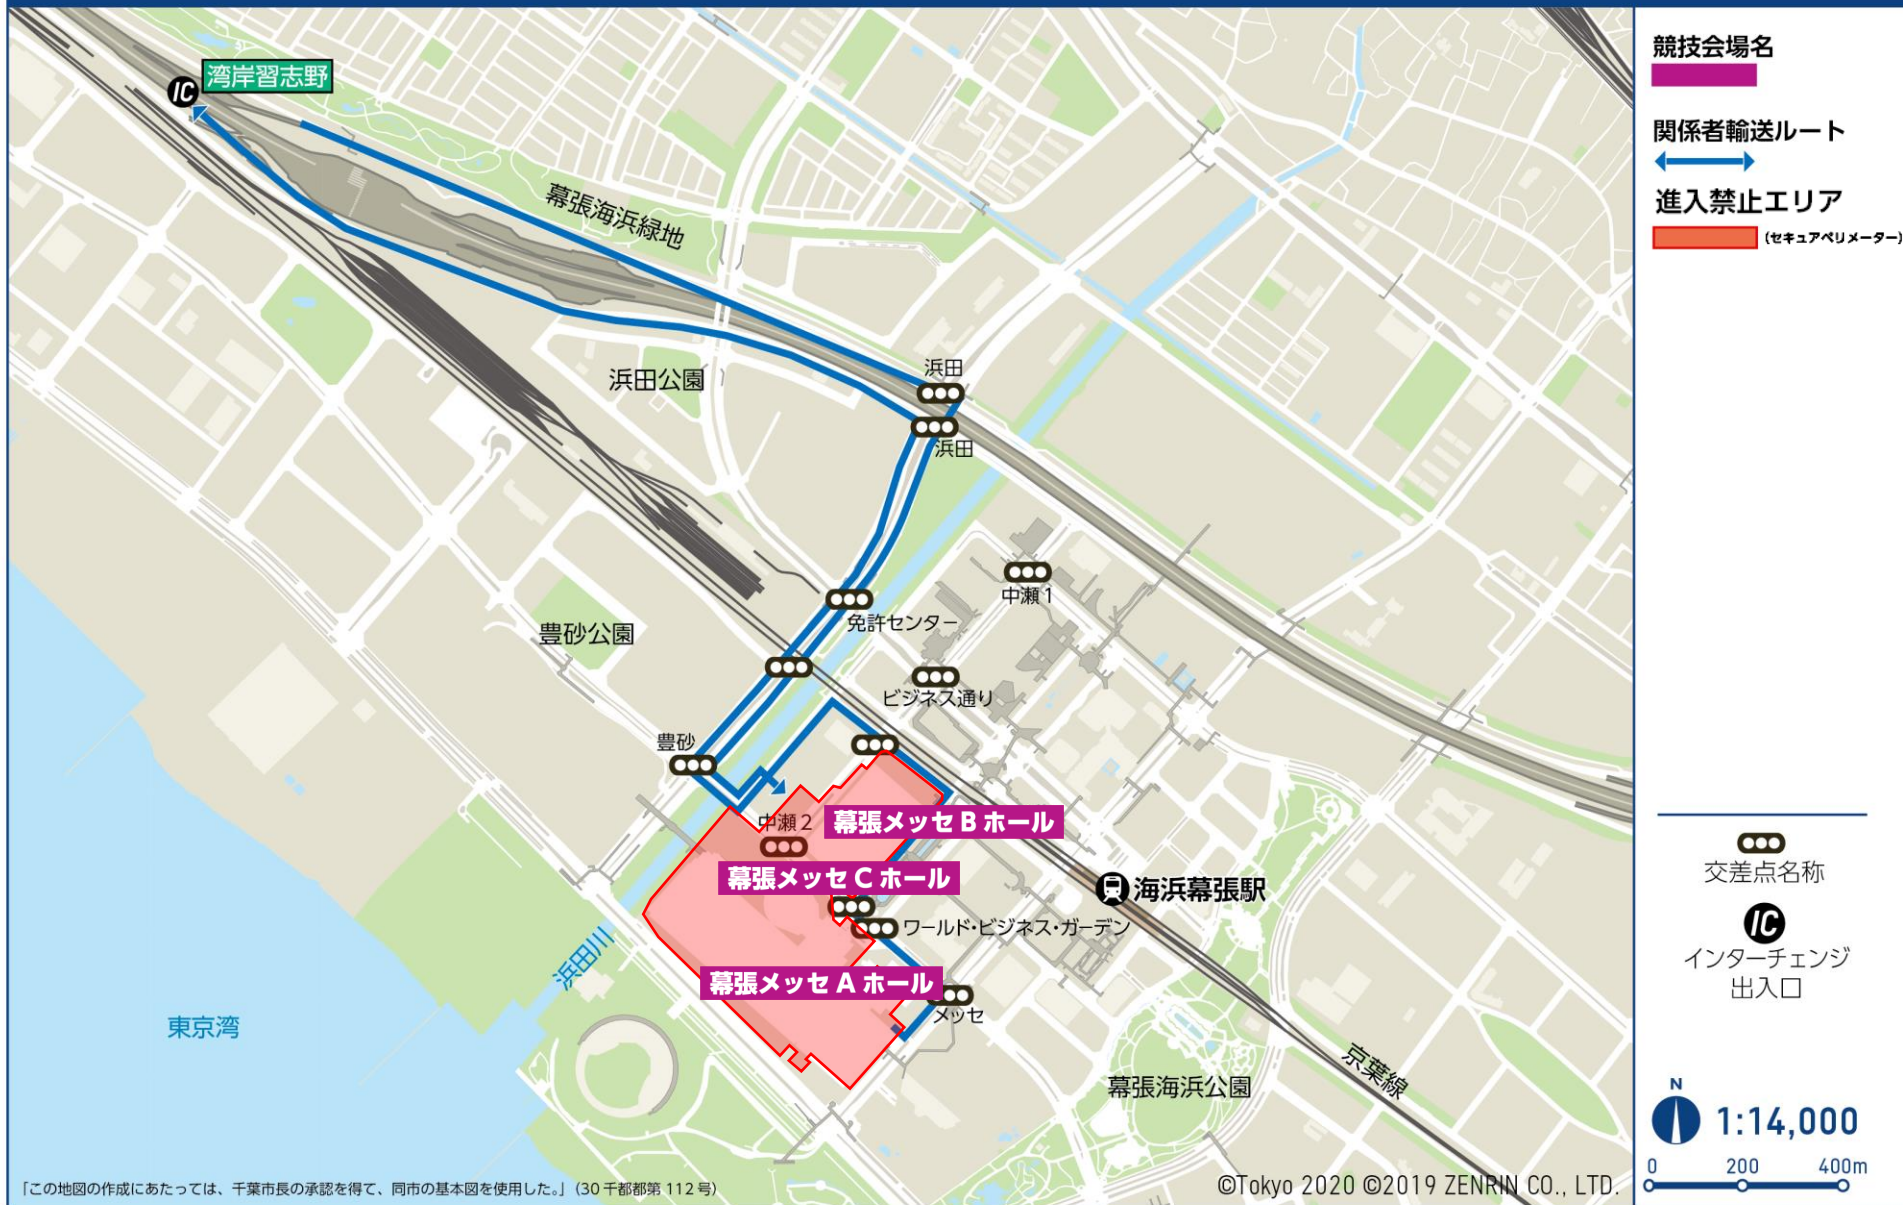 IC 湾岸習志野
幕張海浜緑地
浜田公園
浜田
浜田
中瀬1
免許センター
豊砂公園
ビジネス通り
豊砂
中瀬2
幕張メッセ B ホール
幕張メッセ C ホール
海浜幕張駅
ワールド・ビジネス・ガーデン
浜田川
幕張メッセ A ホール
メッセ
東京湾
京葉線
幕張海浜公園
「この地図の作成にあたっては、千葉市長の承認を得て、同市の基本図を使用した。」(30 千都都第 112 号)
©Tokyo 2020 ©2019 ZENRIN CO., LTD.
競技会場名
関係者輸送ルート
進入禁止エリア
(セキュアペリメーター)
交差点名称
IC
インターチェンジ
出入口
N
1:14,000
0 200 400m